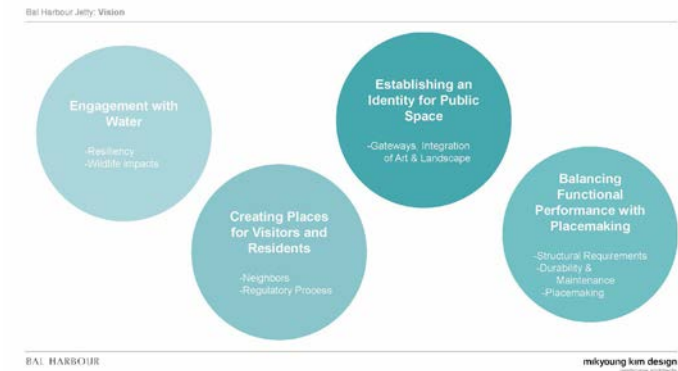 Bal Harbour Jetty: Vision
Engagement with
Water
-Resiliency
-Wildlife Impacts
Creating Places
for Visitors and
Residents
-Neighbors
-Regulatory Process
Establishing an
Identity for Public
Space
-Gateways, Integration
of Art & Landscape
Balancing
Functional
Performance with
Placemaking
-Structural Requirements
-Durability &
Maintenance
-Placemaking
BAL HARBOUR
mikyoung kim design